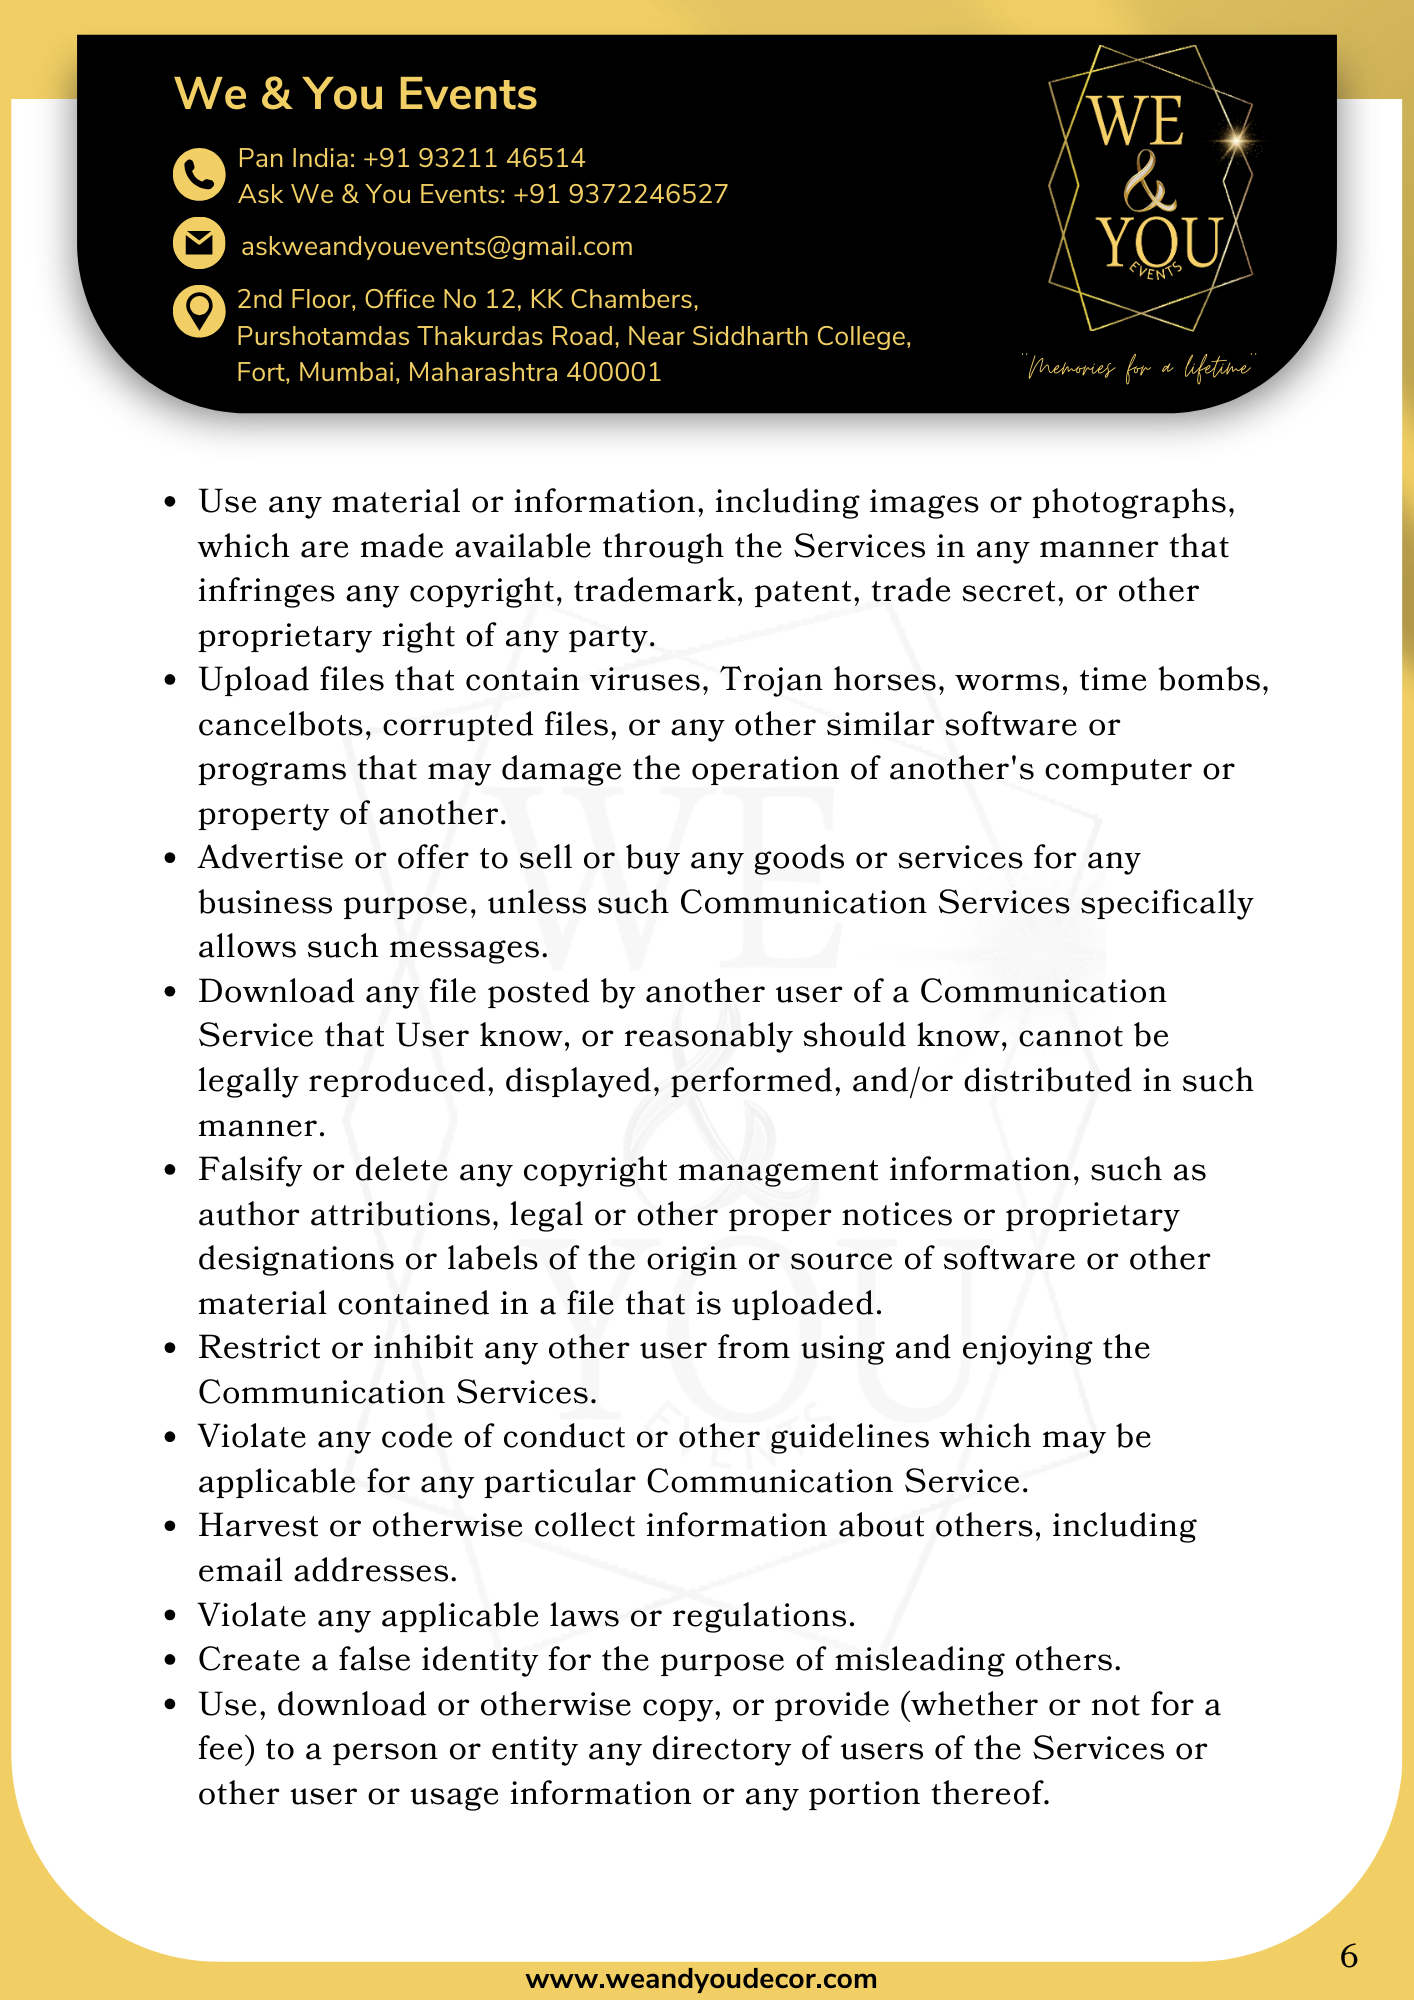 We & You Events
Pan India: +91 93211 46514
Ask We & You Events: +91 9372246527
askweandyouevents@gmail.com
2nd Floor, Office No 12, KK Chambers,
Purshotamdas Thakurdas Road, Near Siddharth College,
Fort, Mumbai, Maharashtra 400001
WE
&
YOU
EVENTS
"Memories for a lifetime"
• Use any material or information, including images or photographs,
which are made available through the Services in any manner that
infringes any copyright, trademark, patent, trade secret, or other
proprietary right of any party.
• Upload files that contain viruses, Trojan horses, worms, time bombs,
cancelbots, corrupted files, or any other similar software or
programs that may damage the operation of another's computer or
property of another.
• Advertise or offer to sell or buy any goods or services for any
business purpose, unless such Communication Services specifically
allows such messages.
• Download any file posted by another user of a Communication
Service that User know, or reasonably should know, cannot be
legally reproduced, displayed, performed, and/or distributed in such
manner.
• Falsify or delete any copyright management information, such as
author attributions, legal or other proper notices or proprietary
designations or labels of the origin or source of software or other
material contained in a file that is uploaded.
• Restrict or inhibit any other user from using and enjoying the
Communication Services.
• Violate any code of conduct or other guidelines which may be
applicable for any particular Communication Service.
• Harvest or otherwise collect information about others, including
email addresses.
• Violate any applicable laws or regulations.
• Create a false identity for the purpose of misleading others.
• Use, download or otherwise copy, or provide (whether or not for a
fee) to a person or entity any directory of users of the Services or
other user or usage information or any portion thereof.
WE
&
YOU
EVENTS
6
www.weandyoudecor.com